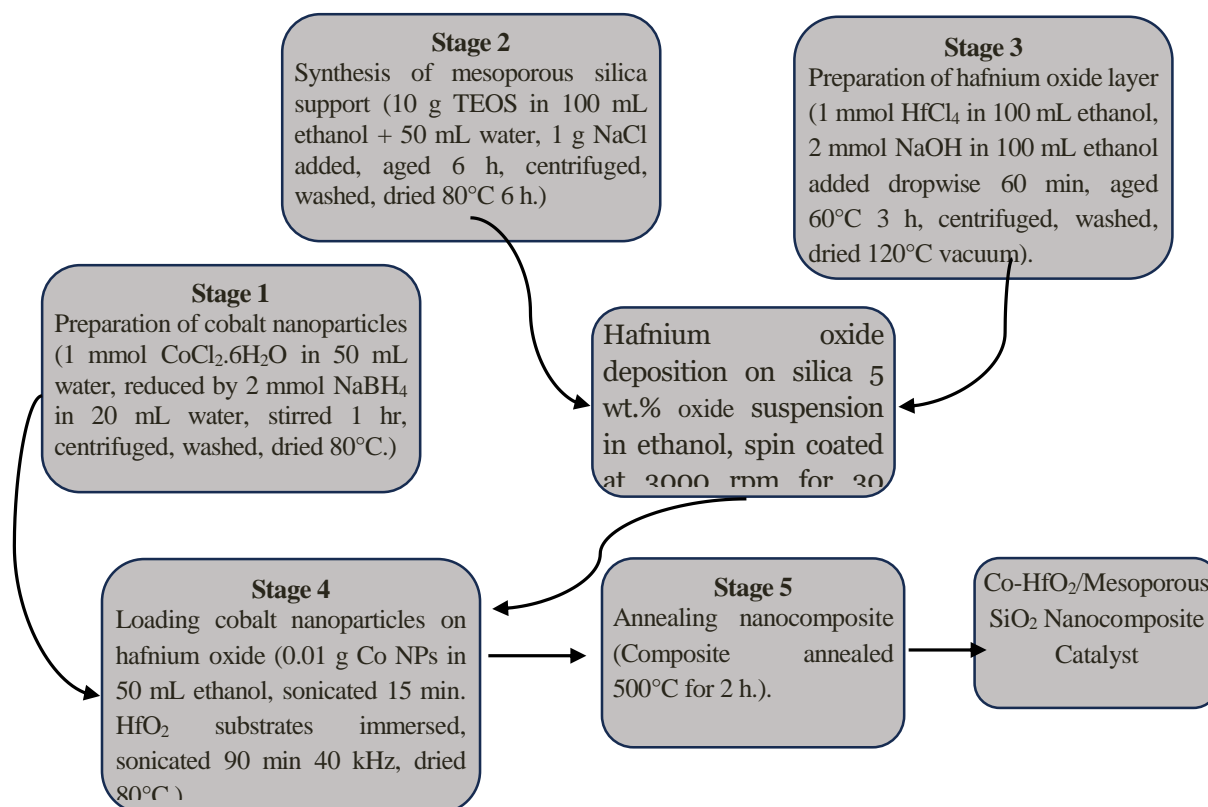 Stage 2
Synthesis of mesoporous silica
support (10 g TEOS in 100 mL
ethanol + 50 mL water, 1 g NaCl
added, aged 6 h, centrifuged,
washed, dried 80°C 6 h.)
Stage 3
Preparation of hafnium oxide layer
(1 mmol HfCl₄ in 100 mL ethanol,
2 mmol NaOH in 100 mL ethanol
added dropwise 60 min, aged
60°C 3 h, centrifuged, washed,
dried 120°C vacuum).
Stage 1
Preparation of cobalt nanoparticles
(1 mmol CoCl₂.6H₂O in 50 mL
water, reduced by 2 mmol NaBH₄
in 20 mL water, stirred 1 hr,
centrifuged, washed, dried 80°C.)
Hafnium oxide
deposition on silica 5
wt.% oxide suspension
in ethanol, spin coated
at 3000 rpm for 30
Stage 4
Loading cobalt nanoparticles on
hafnium oxide (0.01 g Co NPs in
50 mL ethanol, sonicated 15 min.
HfO₂ substrates immersed,
sonicated 90 min 40 kHz, dried
80°C.)
Stage 5
Annealing nanocomposite
(Composite annealed
500°C for 2 h.).
Co-HfO₂/Mesoporous
SiO₂ Nanocomposite
Catalyst